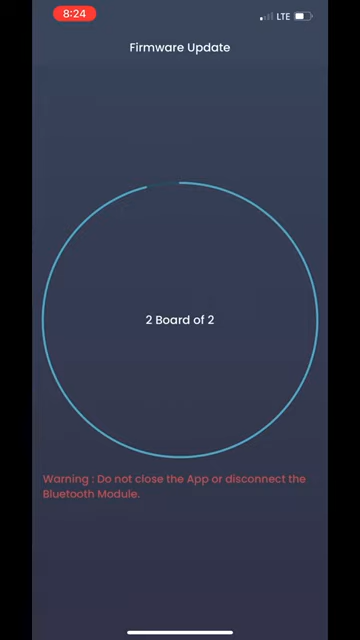 8:24
LTE
Firmware Update
2 Board of 2
Warning : Do not close the App or disconnect the
Bluetooth Module.